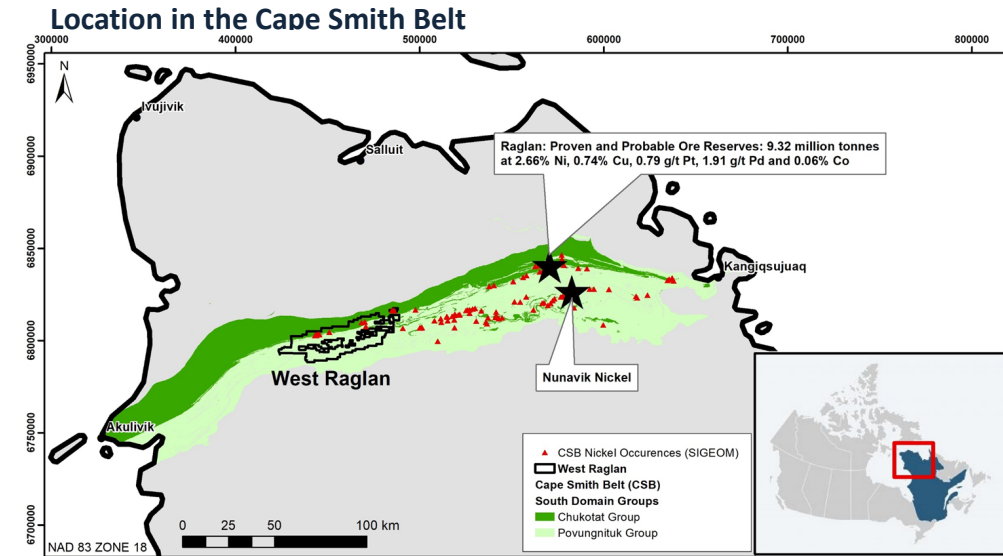 Location in the Cape Smith Belt
300000 400000 500000 600000 700000 800000
6950000
N
Ivujivik
6900000
Salluit
Raglan: Proven and Probable Ore Reserves: 9.32 million tonnes
at 2.66% Ni, 0.74% Cu, 0.79 g/t Pt, 1.91 g/t Pd and 0.06% Co
6850000
Kangiqsujuaq
6800000
West Raglan
Nunavik Nickel
6750000
Akulivik
CSB Nickel Occurences (SIGEOM)
West Raglan
Cape Smith Belt (CSB)
South Domain Groups
Chukotat Group
Povungnituk Group
6700000
0 25 50 100 km
NAD 83 ZONE 18